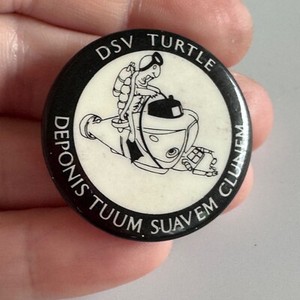 DSV TURTLE
DEPONIS TUUM SUAVEM CLUNEM